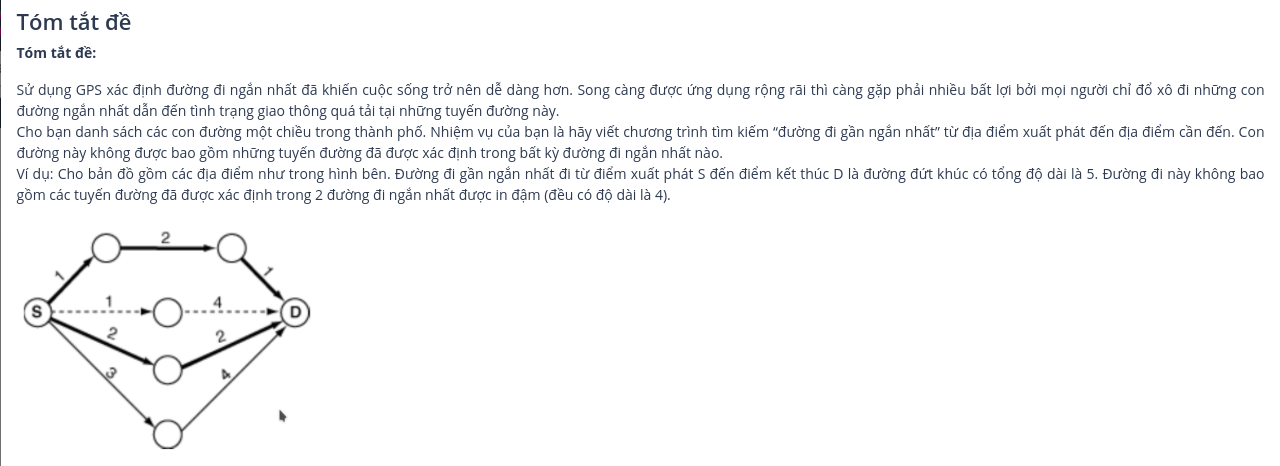 Tóm tắt đề
Tóm tắt đề:
Sử dụng GPS xác định đường đi ngắn nhất đã khiến cuộc sống trở nên dễ dàng hơn. Song càng được ứng dụng rộng rãi thì càng gặp phải nhiều bất lợi bởi mọi người chỉ đổ xô đi những con
đường ngắn nhất dẫn đến tình trạng giao thông quá tải tại những tuyến đường này.
Cho bạn danh sách các con đường một chiều trong thành phố. Nhiệm vụ của bạn là hãy viết chương trình tìm kiếm “đường đi gần ngắn nhất” từ địa điểm xuất phát đến địa điểm cần đến. Con
đường này không được bao gồm những tuyến đường đã được xác định trong bất kỳ đường đi ngắn nhất nào.
Ví dụ: Cho bản đồ gồm các địa điểm như trong hình bên. Đường đi gần ngắn nhất đi từ điểm xuất phát S đến điểm kết thúc D là đường đứt khúc có tổng độ dài là 5. Đường đi này không bao
gồm các tuyến đường đã được xác định trong 2 đường đi ngắn nhất được in đậm (đều có độ dài là 4).
2
1
1
S
1
4
D
2
2
3
4